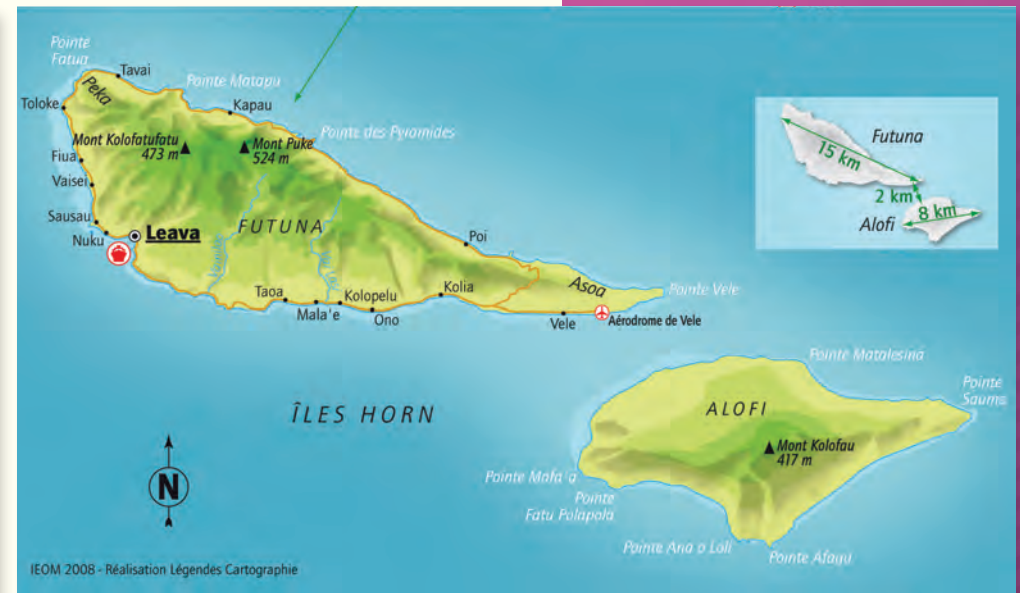 Pointe
Fatua
Tavai
Pointe Matapu
Toloke
Peka
Kapau
Pointe des Pyramides
Mont Kolofatufatu
473 m
Mont Puke
524 m
Fiua
Vaisei
Sausau
Nuku
Leava
FUTUNA
Poi
Taoa
Mala'e
Kolopelu
Ono
Kolia
Asoa
Pointe Vele
Vele
Aérodrome de Vele
Futuna
15 km
2 km
Alofi
8 km
ÎLES HORN
Pointe Matalesina
Pointe
Sauma
ALOFI
Mont Kolofau
417 m
Pointe Mafa'a
Pointe
Fatu Polapola
Pointe Ana o Loli
Pointe Afagu
N
IEOM 2008 - Réalisation Légendes Cartographie